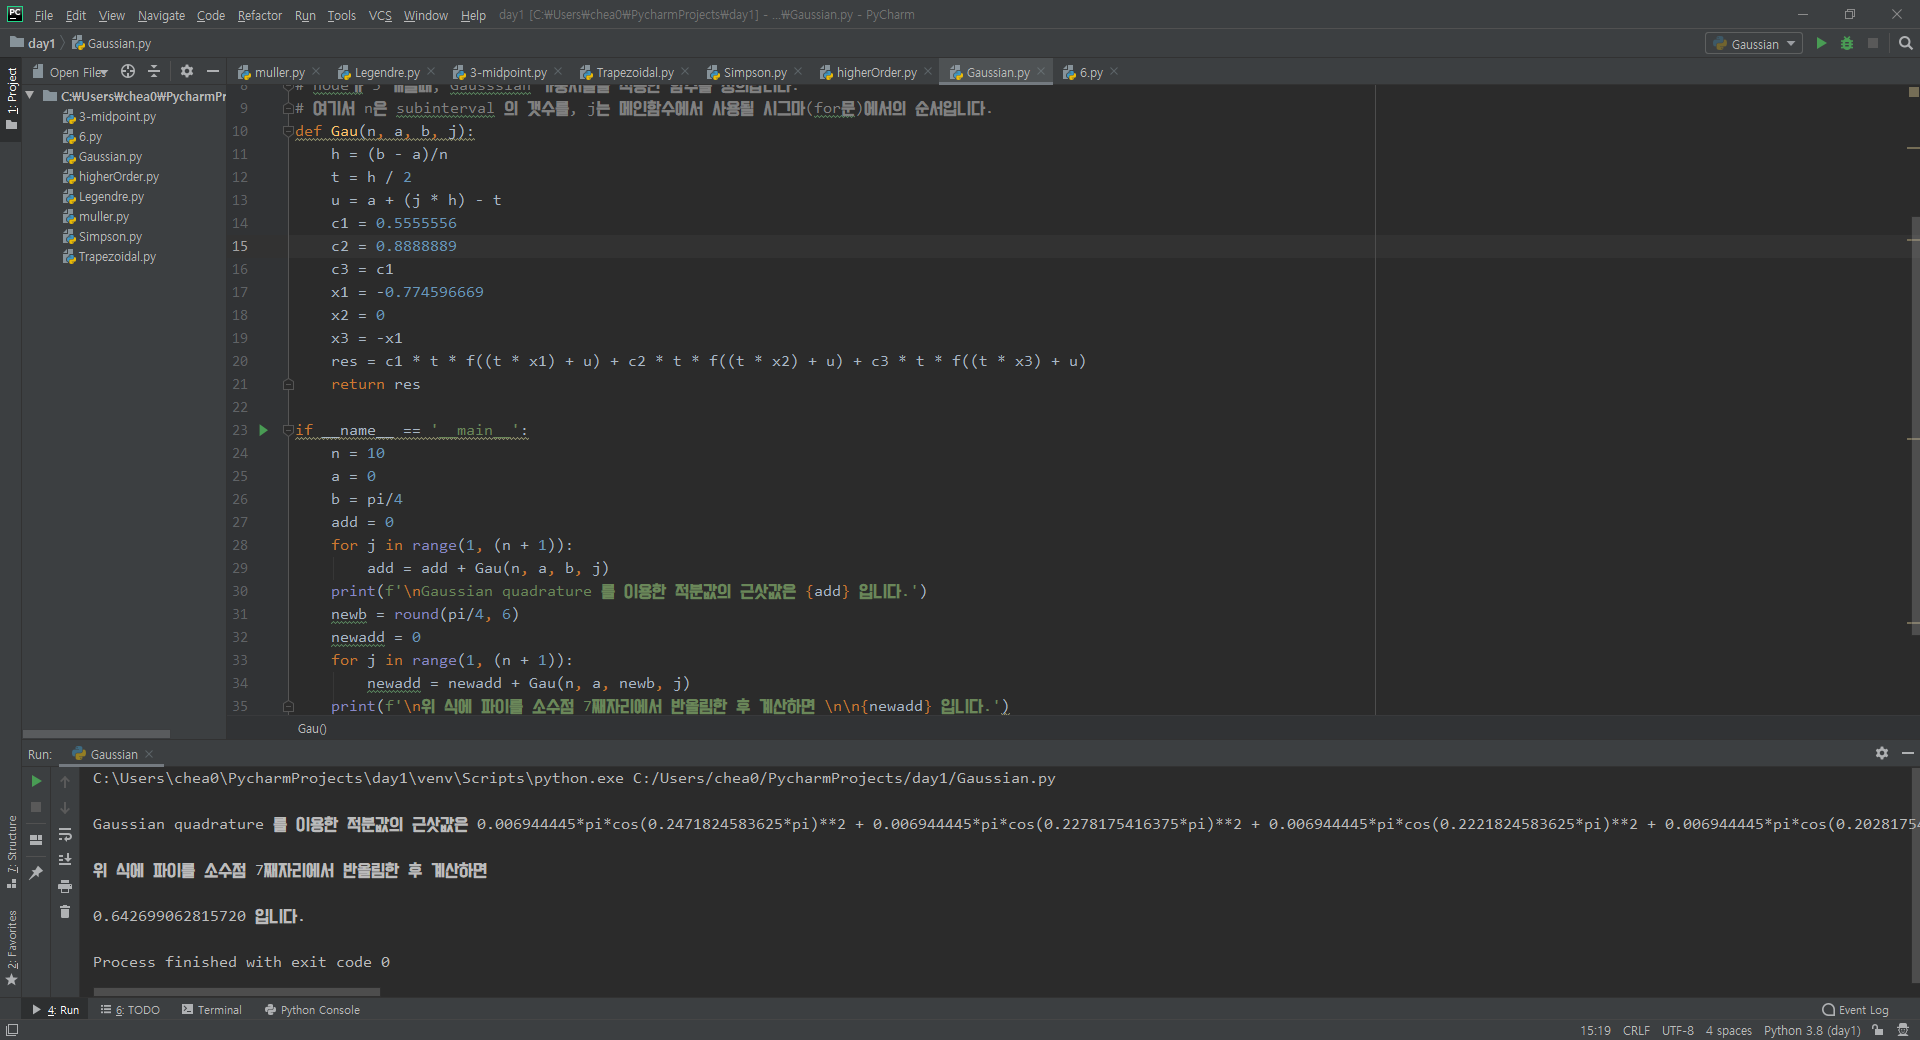 File Edit View Navigate Code Refactor Run Tools VCS Window Help day1 [C:\Users\chea0\PycharmProjects\day1] - ...\Gaussian.py - PyCharm
day1 Gaussian.py
Gaussian
1: Project
Open Files
muller.py Legendre.py 3-midpoint.py Trapezoidal.py Simpson.py higherOrder.py Gaussian.py 6.py
C:₩Users₩chea0₩PycharmPr
3-midpoint.py
6.py
Gaussian.py
higherOrder.py
Legendre.py
muller.py
Simpson.py
Trapezoidal.py
9 # 여기서 n은 subinterval 의 갯수를, j는 메인함수에서 사용될 시그마(for문)에서의 순서입니다.
10 def Gau(n, a, b, j):
11 h = (b - a)/n
12 t = h / 2
13 u = a + (j * h) - t
14 c1 = 0.5555556
15 c2 = 0.8888889
16 c3 = c1
17 x1 = -0.774596669
18 x2 = 0
19 x3 = -x1
20 res = c1 * t * f((t * x1) + u) + c2 * t * f((t * x2) + u) + c3 * t * f((t * x3) + u)
21 return res
22
23 if __name__ == '__main__':
24 n = 10
25 a = 0
26 b = pi/4
27 add = 0
28 for j in range(1, (n + 1)):
29 add = add + Gau(n, a, b, j)
30 print(f'\nGaussian quadrature 를 이용한 적분값의 근삿값은 {add} 입니다.')
31 newb = round(pi/4, 6)
32 newadd = 0
33 for j in range(1, (n + 1)):
34 newadd = newadd + Gau(n, a, newb, j)
35 print(f'\n위 식에 파이를 소수점 7째자리에서 반올림한 후 계산하면 \n\n{newadd} 입니다.')
Gau()
Run: Gaussian
C:\Users\chea0\PycharmProjects\day1\venv\Scripts\python.exe C:/Users/chea0/PycharmProjects/day1/Gaussian.py
Gaussian quadrature 를 이용한 적분값의 근삿값은 0.006944445*pi*cos(0.2471824583625*pi)**2 + 0.006944445*pi*cos(0.2278175416375*pi)**2 + 0.006944445*pi*cos(0.2221824583625*pi)**2 + 0.006944445*pi*cos(0.2028175
위 식에 파이를 소수점 7째자리에서 반올림한 후 계산하면
0.642699062815720 입니다.
Process finished with exit code 0
7: Structure
2: Favorites
4: Run 6: TODO Terminal Python Console Event Log
15:19 CRLF UTF-8 4 spaces Python 3.8 (day1)